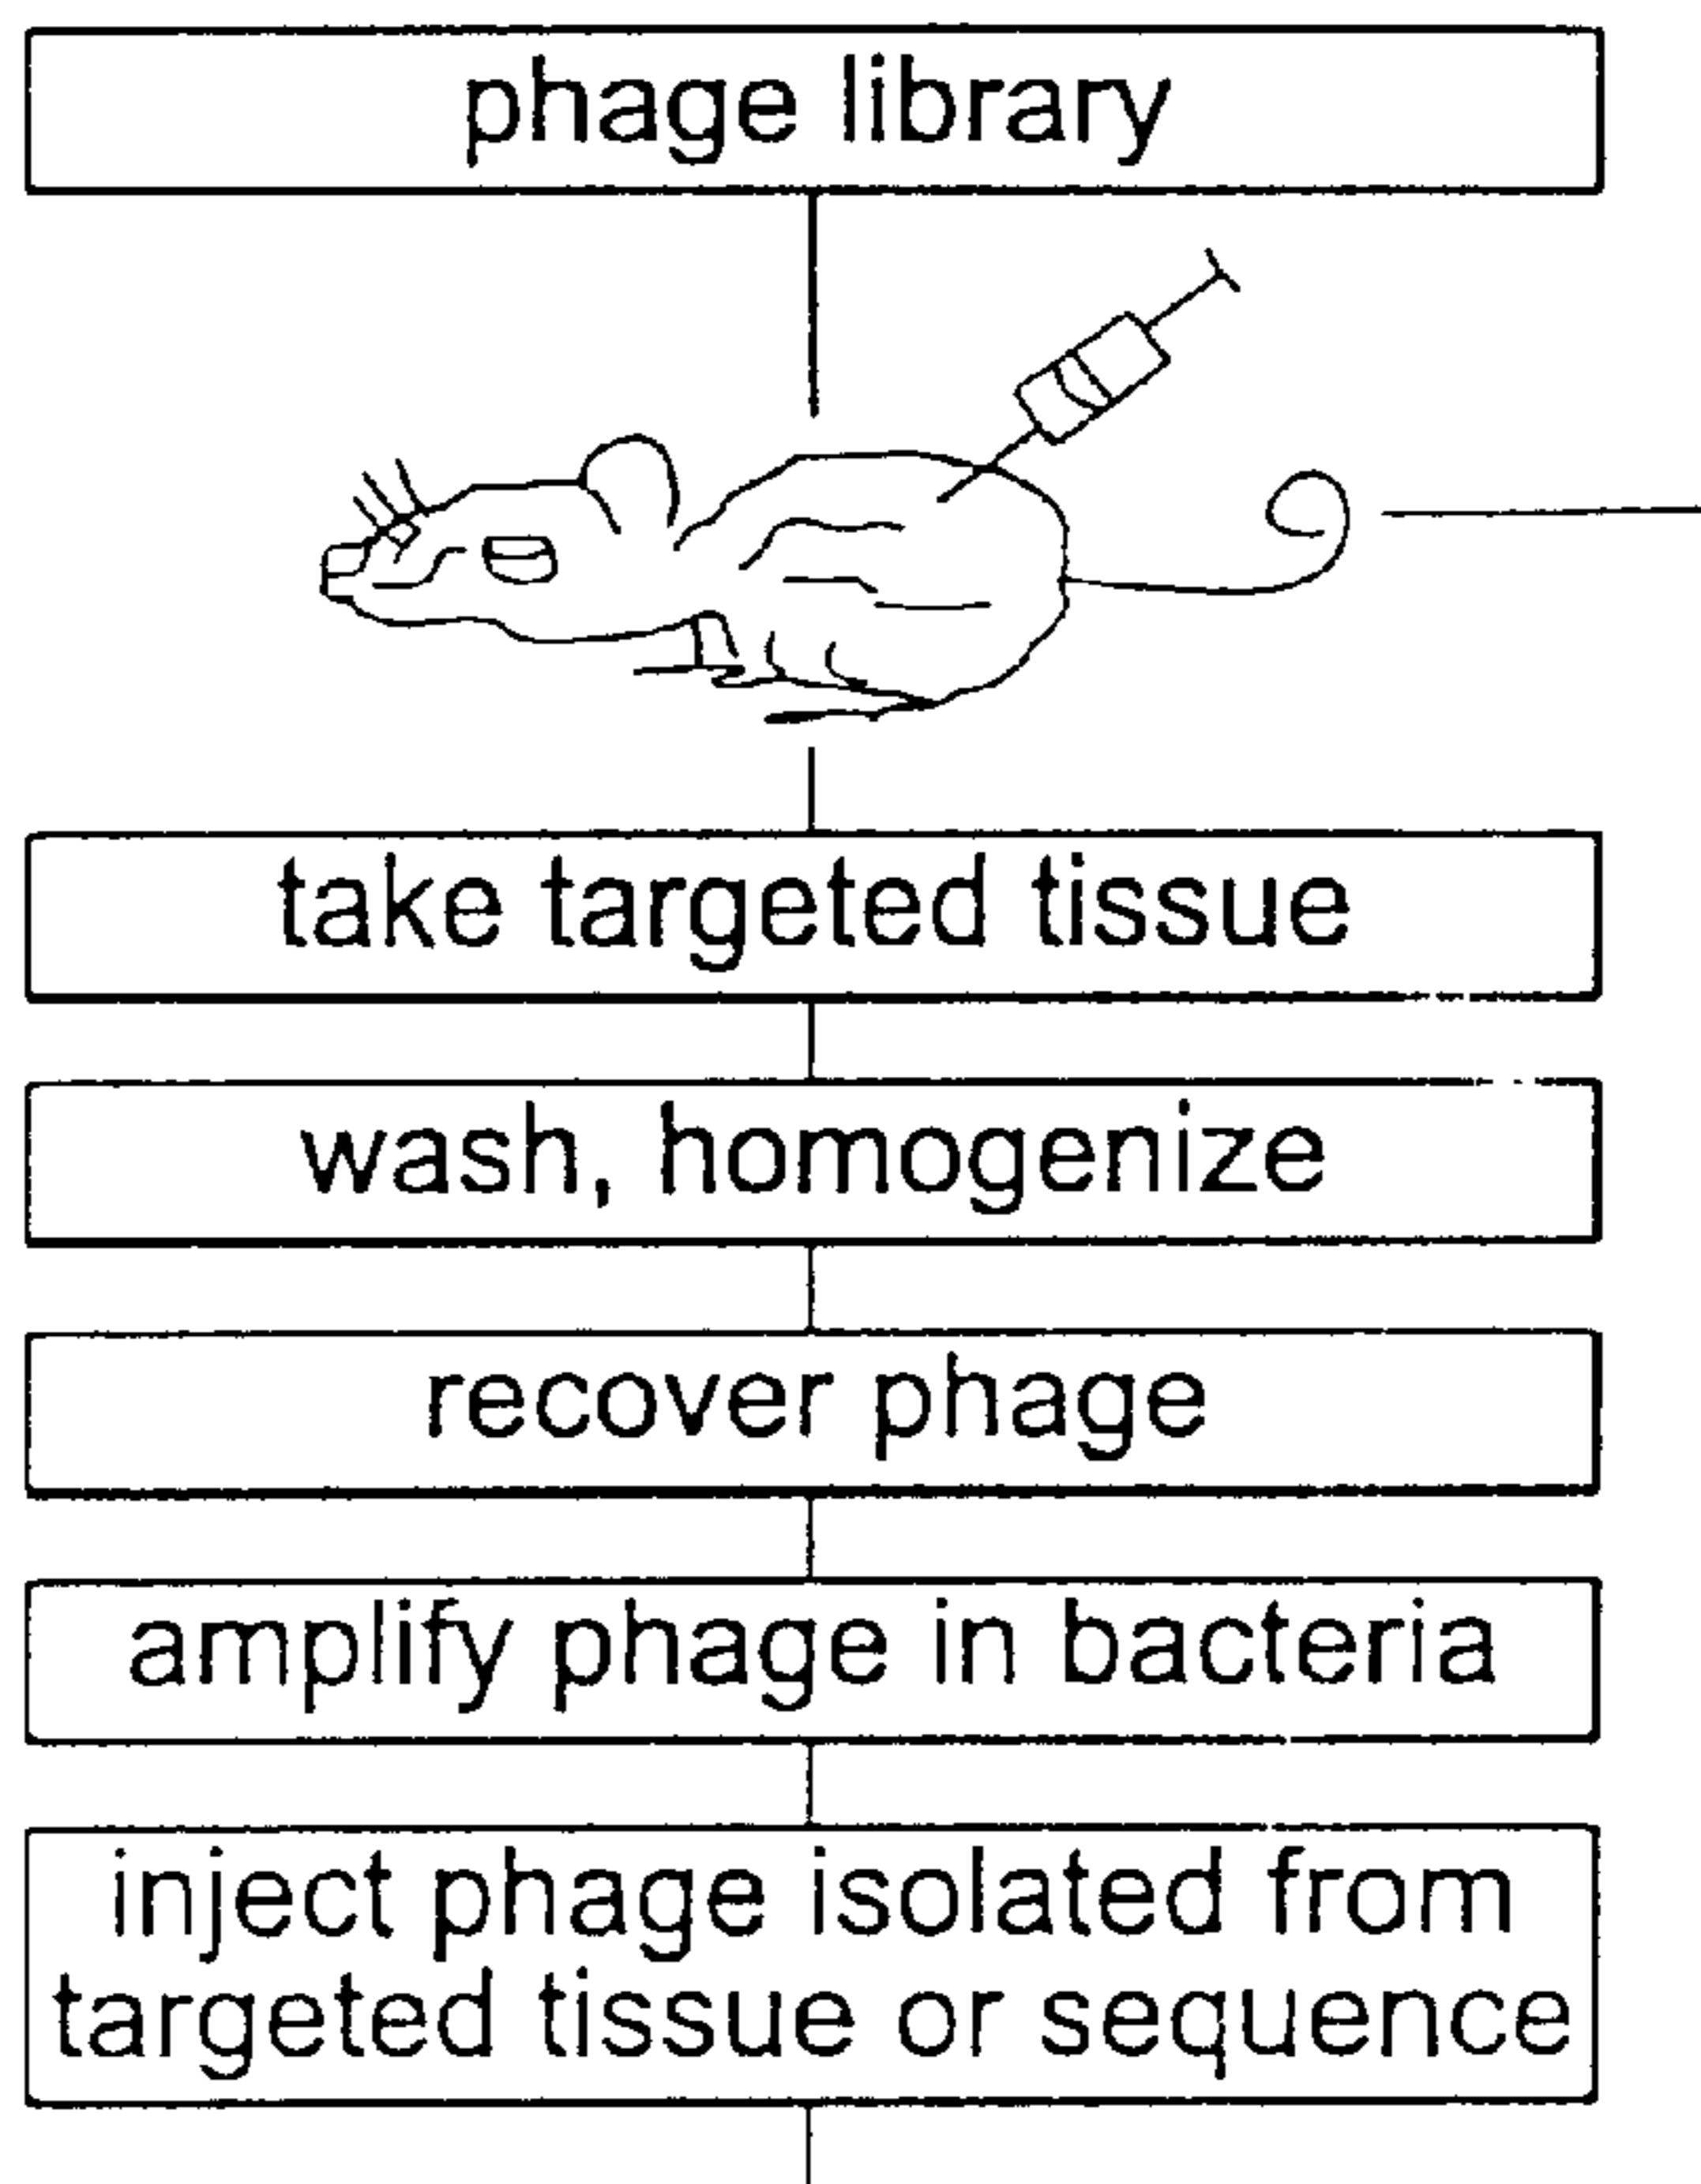 phage library
take targeted tissue
wash, homogenize
recover phage
amplify phage in bacteria
inject phage isolated from
targeted tissue or sequence